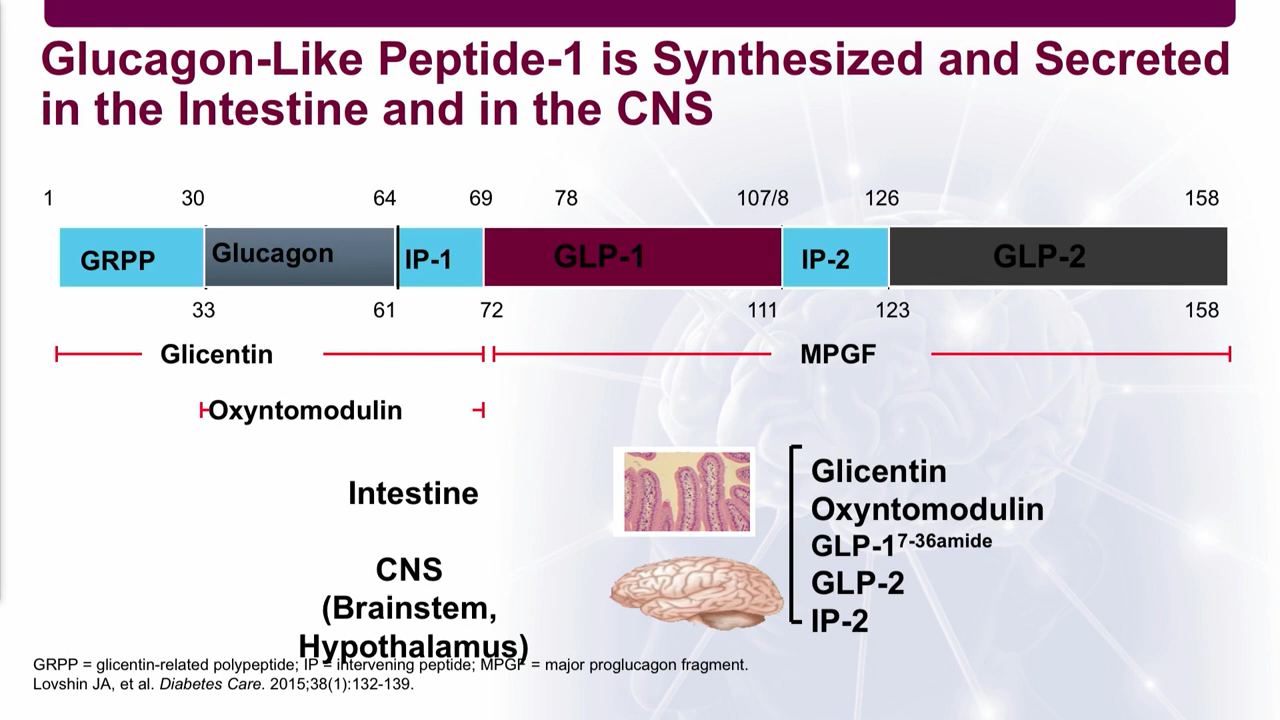 Glucagon-Like Peptide-1 is Synthesized and Secreted
in the Intestine and in the CNS
1 30 64 69 78 107/8 126 158
GRPP Glucagon IP-1 GLP-1 IP-2 GLP-2
33 61 72 111 123 158
Glicentin MPGF
Oxyntomodulin
Intestine
CNS
(Brainstem,
Hypothalamus)
Glicentin
Oxyntomodulin
GLP-17-36amide
GLP-2
IP-2
GRPP = glicentin-related polypeptide; IP = intervening peptide; MPGF = major proglucagon fragment.
Lovshin JA, et al. Diabetes Care. 2015;38(1):132-139.